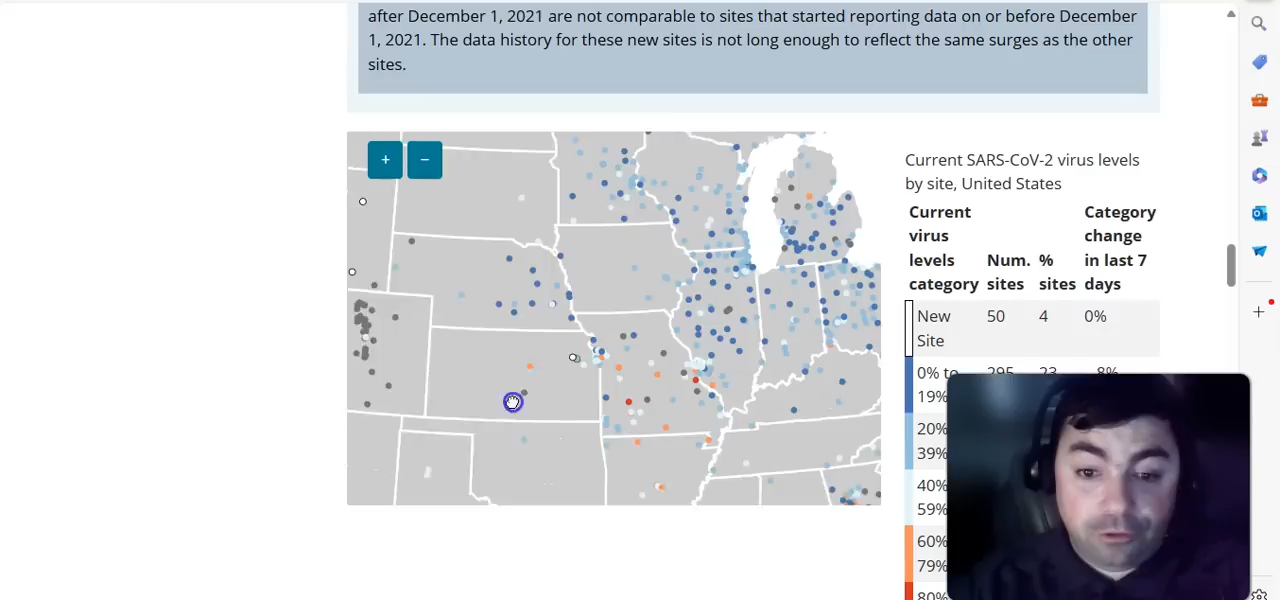 after December 1, 2021 are not comparable to sites that started reporting data on or before December
1, 2021. The data history for these new sites is not long enough to reflect the same surges as the other
sites.
+ −
Current SARS-CoV-2 virus levels
by site, United States
Current
virus
levels
category
Num.
sites
%
sites
Category
change
in last 7
days
New
Site
50
4
0%
0% to
19%
295
23
8%
20%
39%
40%
59%
60%
79%
80%